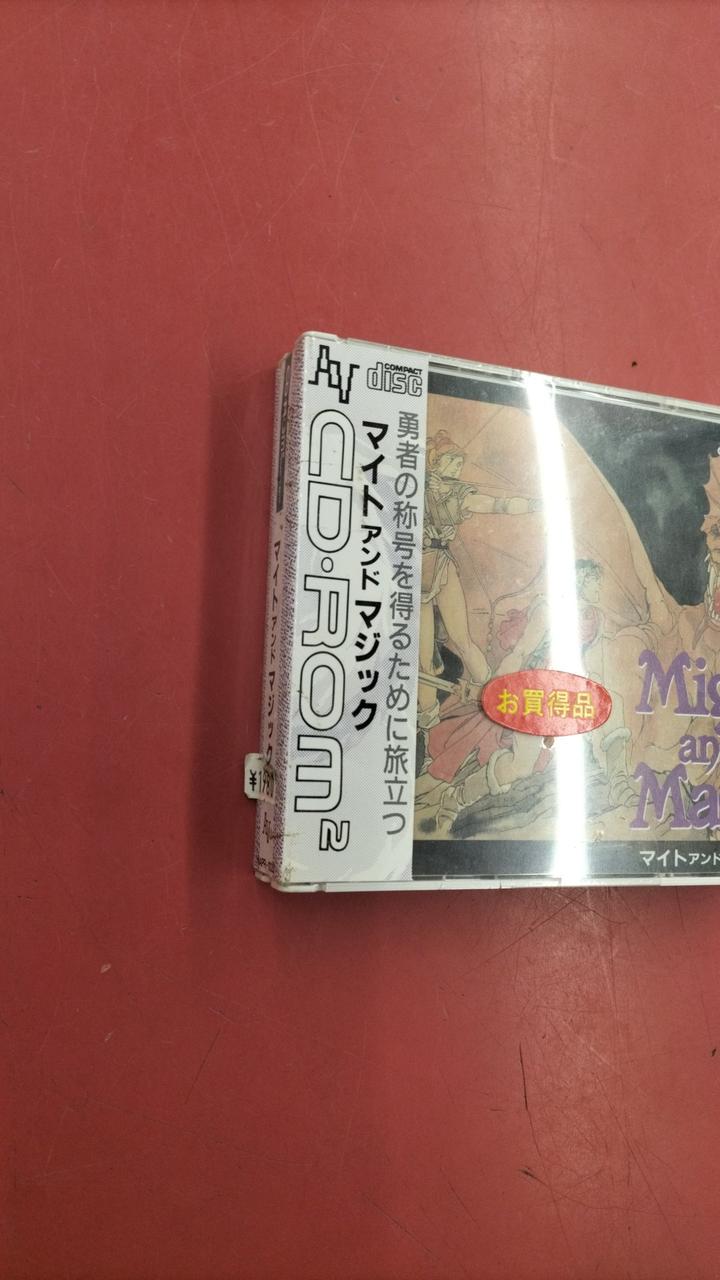 COMPACT
disc
CD-ROM²
マイトアンドマジック
勇者の称号を得るために旅立つ
マイトアンドマジック
お買得品
Mig
an
Ma
マイトアンド